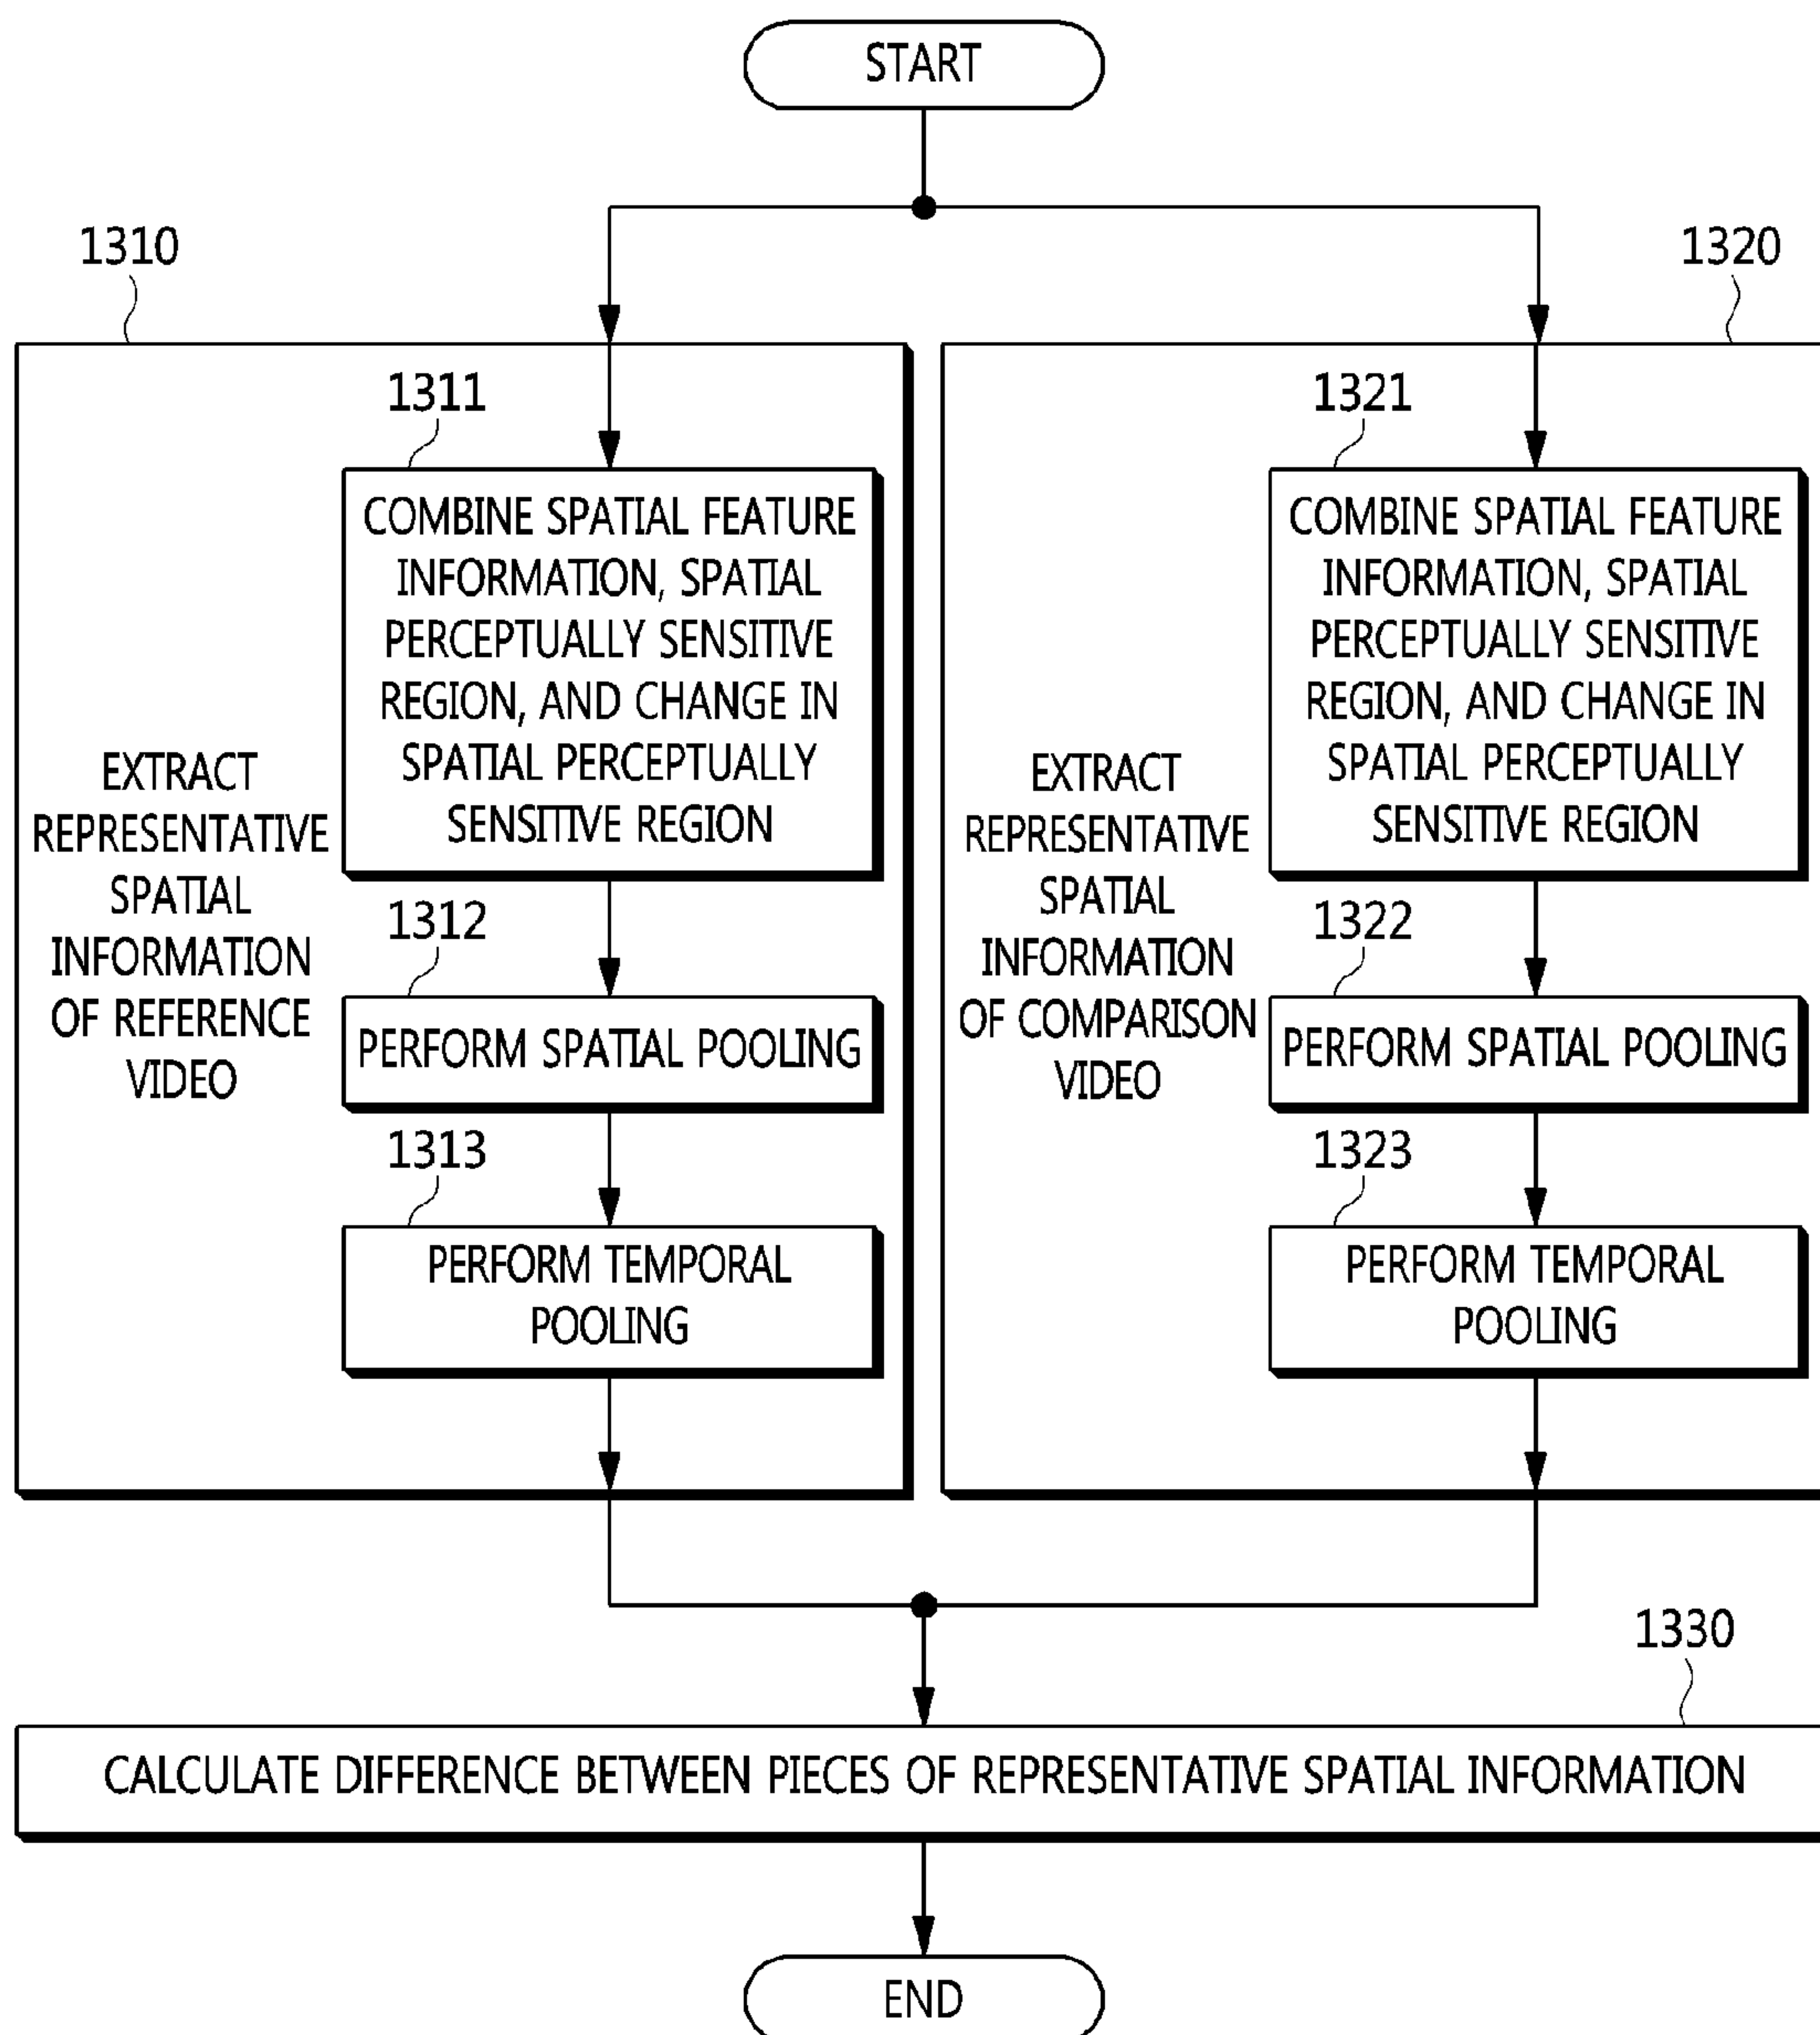 START
1310
1320
1311
COMBINE SPATIAL FEATURE
INFORMATION, SPATIAL
PERCEPTUALLY SENSITIVE
REGION, AND CHANGE IN
SPATIAL PERCEPTUALLY
SENSITIVE REGION
EXTRACT
REPRESENTATIVE
SPATIAL
INFORMATION
OF REFERENCE
VIDEO
1312
PERFORM SPATIAL POOLING
1313
PERFORM TEMPORAL
POOLING
1321
COMBINE SPATIAL FEATURE
INFORMATION, SPATIAL
PERCEPTUALLY SENSITIVE
REGION, AND CHANGE IN
SPATIAL PERCEPTUALLY
SENSITIVE REGION
EXTRACT
REPRESENTATIVE
SPATIAL
INFORMATION
OF COMPARISON
VIDEO
1322
PERFORM SPATIAL POOLING
1323
PERFORM TEMPORAL
POOLING
1330
CALCULATE DIFFERENCE BETWEEN PIECES OF REPRESENTATIVE SPATIAL INFORMATION
END